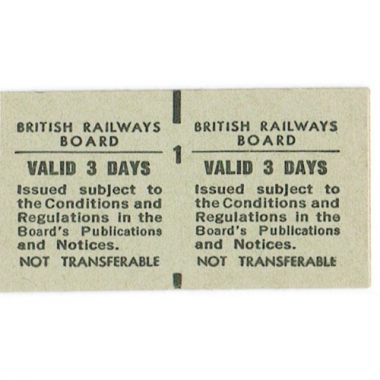 BRITISH RAILWAYS
BOARD
VALID 3 DAYS
Issued subject to
the Conditions and
Regulations in the
Board's Publications
and Notices.
NOT TRANSFERABLE
1
BRITISH RAILWAYS
BOARD
VALID 3 DAYS
Issued subject to
the Conditions and
Regulations in the
Board's Publications
and Notices.
NOT TRANSFERABLE